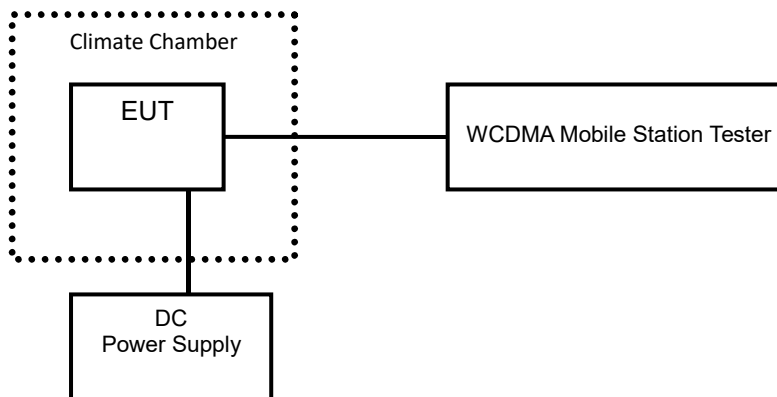 Climate Chamber
EUT
WCDMA Mobile Station Tester
DC
Power Supply